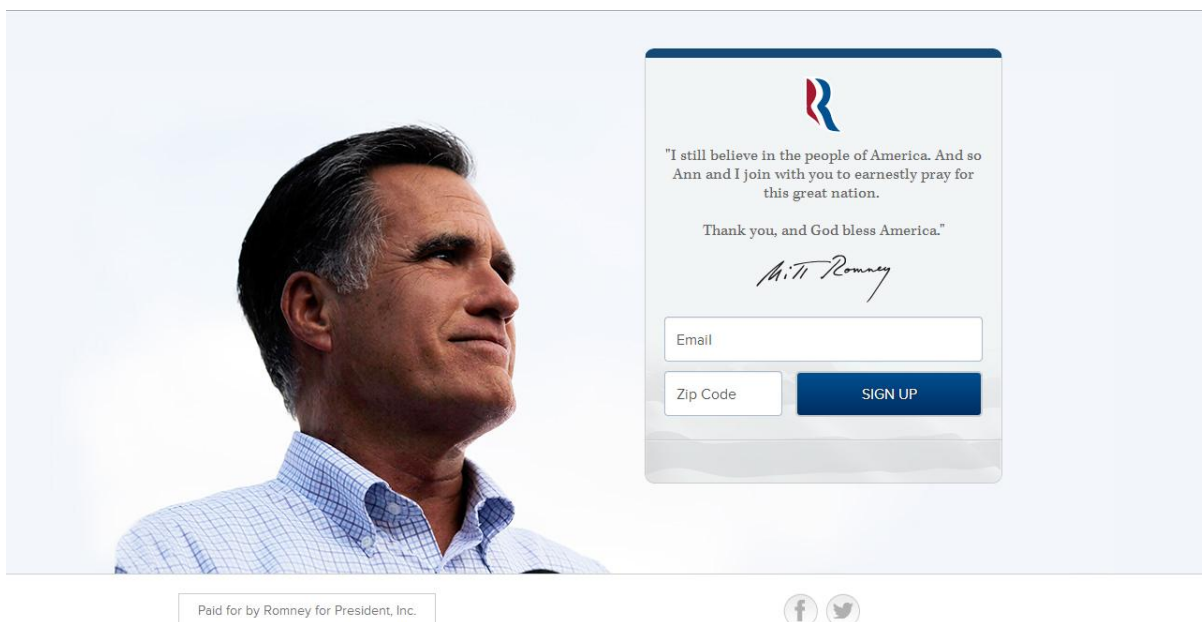 R
"I still believe in the people of America. And so
Ann and I join with you to earnestly pray for
this great nation.
Thank you, and God bless America."
Mitt Romney
Email
Zip Code
SIGN UP
Paid for by Romney for President, Inc.